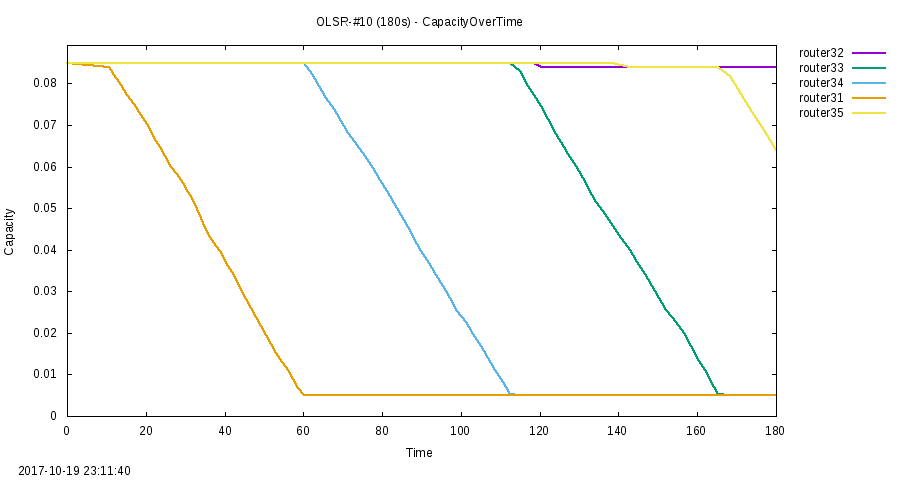 OLSR-#10 (180s) - CapacityOverTime
router32
router33
router34
router31
router35
0.08
0.07
0.06
0.05
0.04
0.03
0.02
0.01
0
Capacity
0 20 40 60 80 100 120 140 160 180
Time
2017-10-19 23:11:40